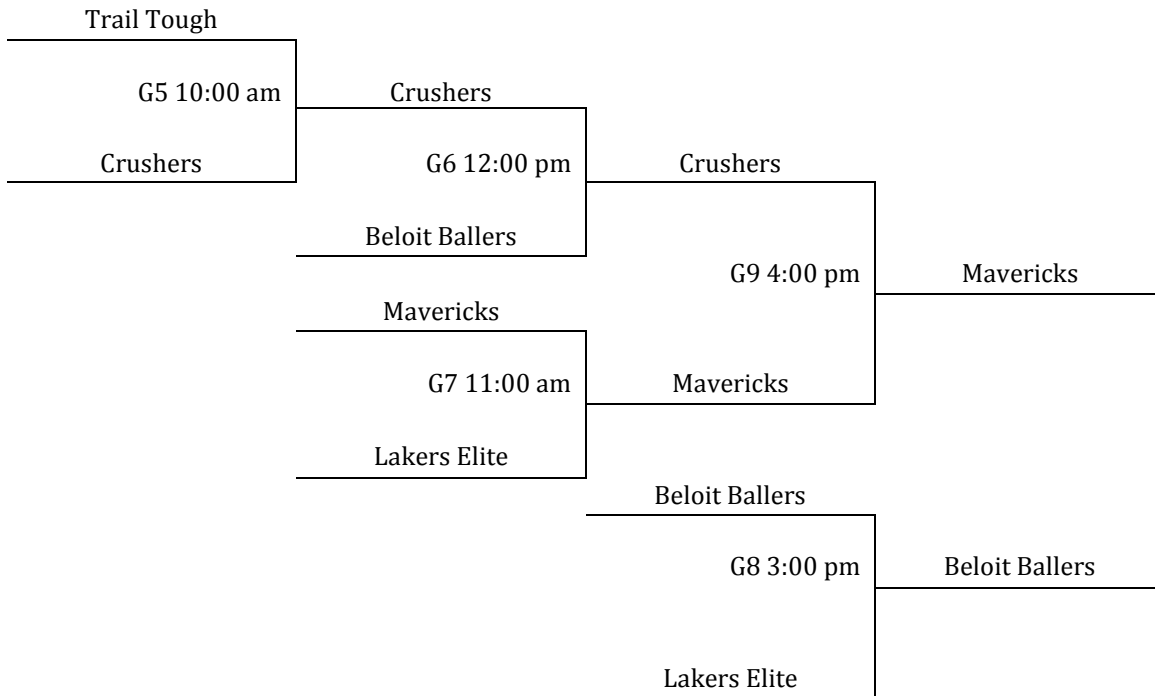 Trail Tough
G5 10:00 am
Crushers
Crushers
G6 12:00 pm
Crushers
Beloit Ballers
G9 4:00 pm
Mavericks
Mavericks
G7 11:00 am
Mavericks
Lakers Elite
Beloit Ballers
G8 3:00 pm
Beloit Ballers
Lakers Elite